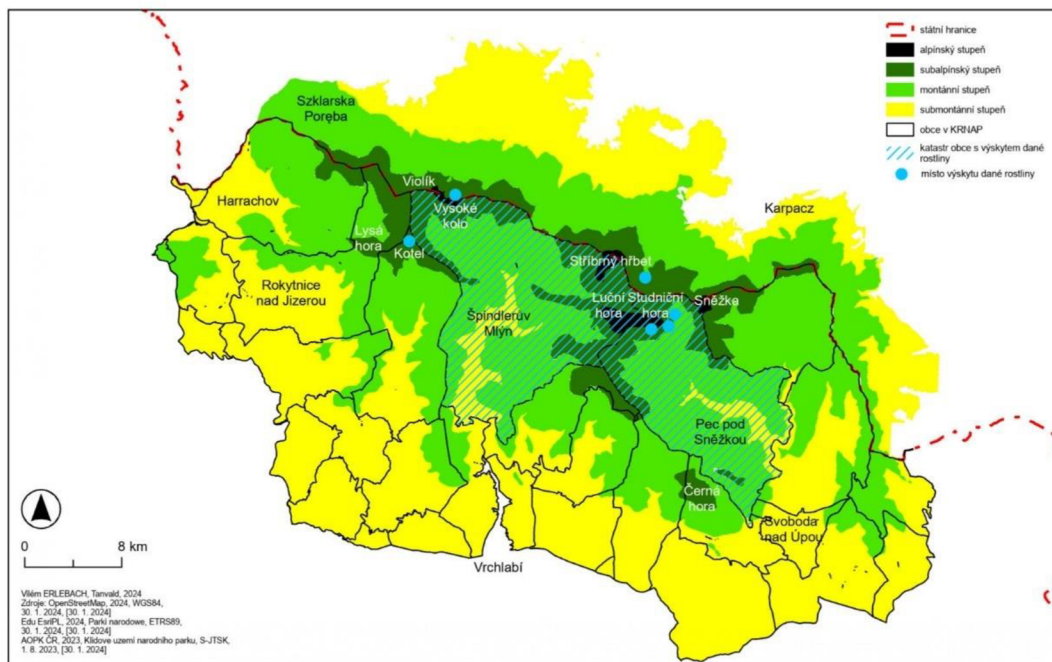 státní hranice
alpínský stupeň
subalpínský stupeň
montánní stupeň
submontánní stupeň
obce v KRNAP
katastr obce s výskytem dané
rostliny
místo výskytu dané rostliny
Szklarska
Poręba
Violík
Vysoké
kolo
Harrachov
Karpacz
Lysá
hora
Kotel
Stříbrný hřbet
Rokytnice
nad Jizerou
Luční
hora
Studniční
hora
Sněžka
Špindlerův
Mlýn
Pec pod
Sněžkou
Černá
hora
Svoboda
nad Úpou
Vrchlabí
0
8 km
Vilém ERLEBACH, Tanvald, 2024
Zdroje: OpenStreetMap, 2024, WGS84,
30. 1. 2024, [30. 1. 2024]
Edu EsriPL, 2024, Parki narodowe, ETRS89,
30. 1. 2024, [30. 1. 2024]
AOPK ČR, 2023, Klidove uzemi narodniho parku, S-JTSK,
1. 8. 2023, [30. 1. 2024]